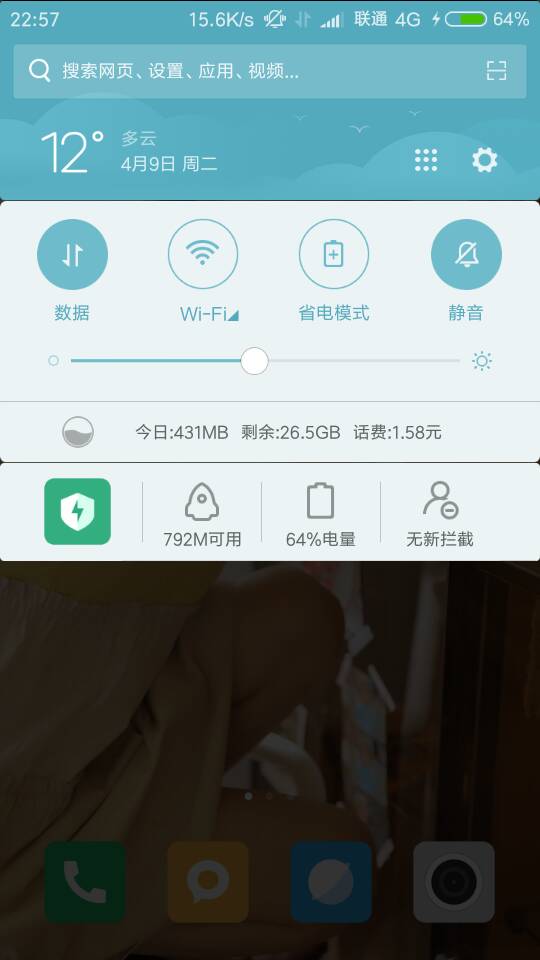 22:57 15.6K/s 联通 4G 64%
搜索网页、设置、应用、视频...
12° 多云
4月9日 周二
数据 Wi-Fi 省电模式 静音
今日:431MB 剩余:26.5GB 话费:1.58元
792M可用 64%电量 无新拦截